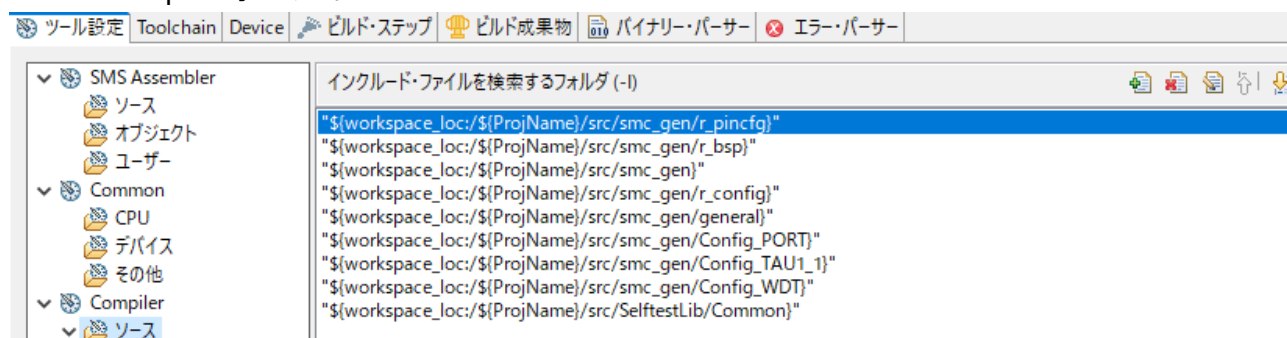 ツール設定 Toolchain Device ビルド・ステップ ビルド成果物 バイナリー・パーサー エラー・パーサー
SMS Assembler
ソース
オブジェクト
ユーザー
Common
CPU
デバイス
その他
Compiler
ソース
インクルード・ファイルを検索するフォルダ (-I)
"${workspace_loc:/${ProjName}/src/smc_gen/r_pincfg}"
"${workspace_loc:/${ProjName}/src/smc_gen/r_bsp}"
"${workspace_loc:/${ProjName}/src/smc_gen}"
"${workspace_loc:/${ProjName}/src/smc_gen/r_config}"
"${workspace_loc:/${ProjName}/src/smc_gen/general}"
"${workspace_loc:/${ProjName}/src/smc_gen/Config_PORT}"
"${workspace_loc:/${ProjName}/src/smc_gen/Config_TAU1_1}"
"${workspace_loc:/${ProjName}/src/smc_gen/Config_WDT}"
"${workspace_loc:/${ProjName}/src/SelftestLib/Common}"